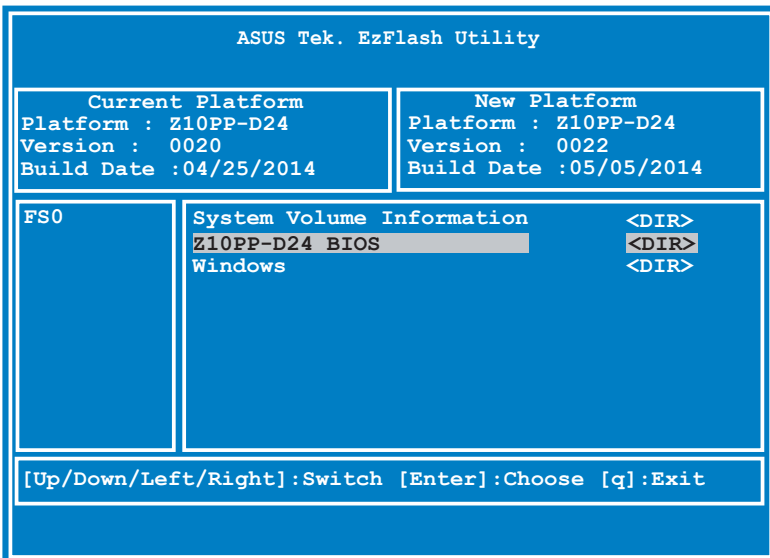 ASUS Tek. EzFlash Utility
Current Platform
Platform : Z10PP-D24
Version : 0020
Build Date :04/25/2014
New Platform
Platform : Z10PP-D24
Version : 0022
Build Date :05/05/2014
FS0
System Volume Information <DIR>
Z10PP-D24 BIOS <DIR>
Windows <DIR>
[Up/Down/Left/Right]:Switch [Enter]:Choose [q]:Exit